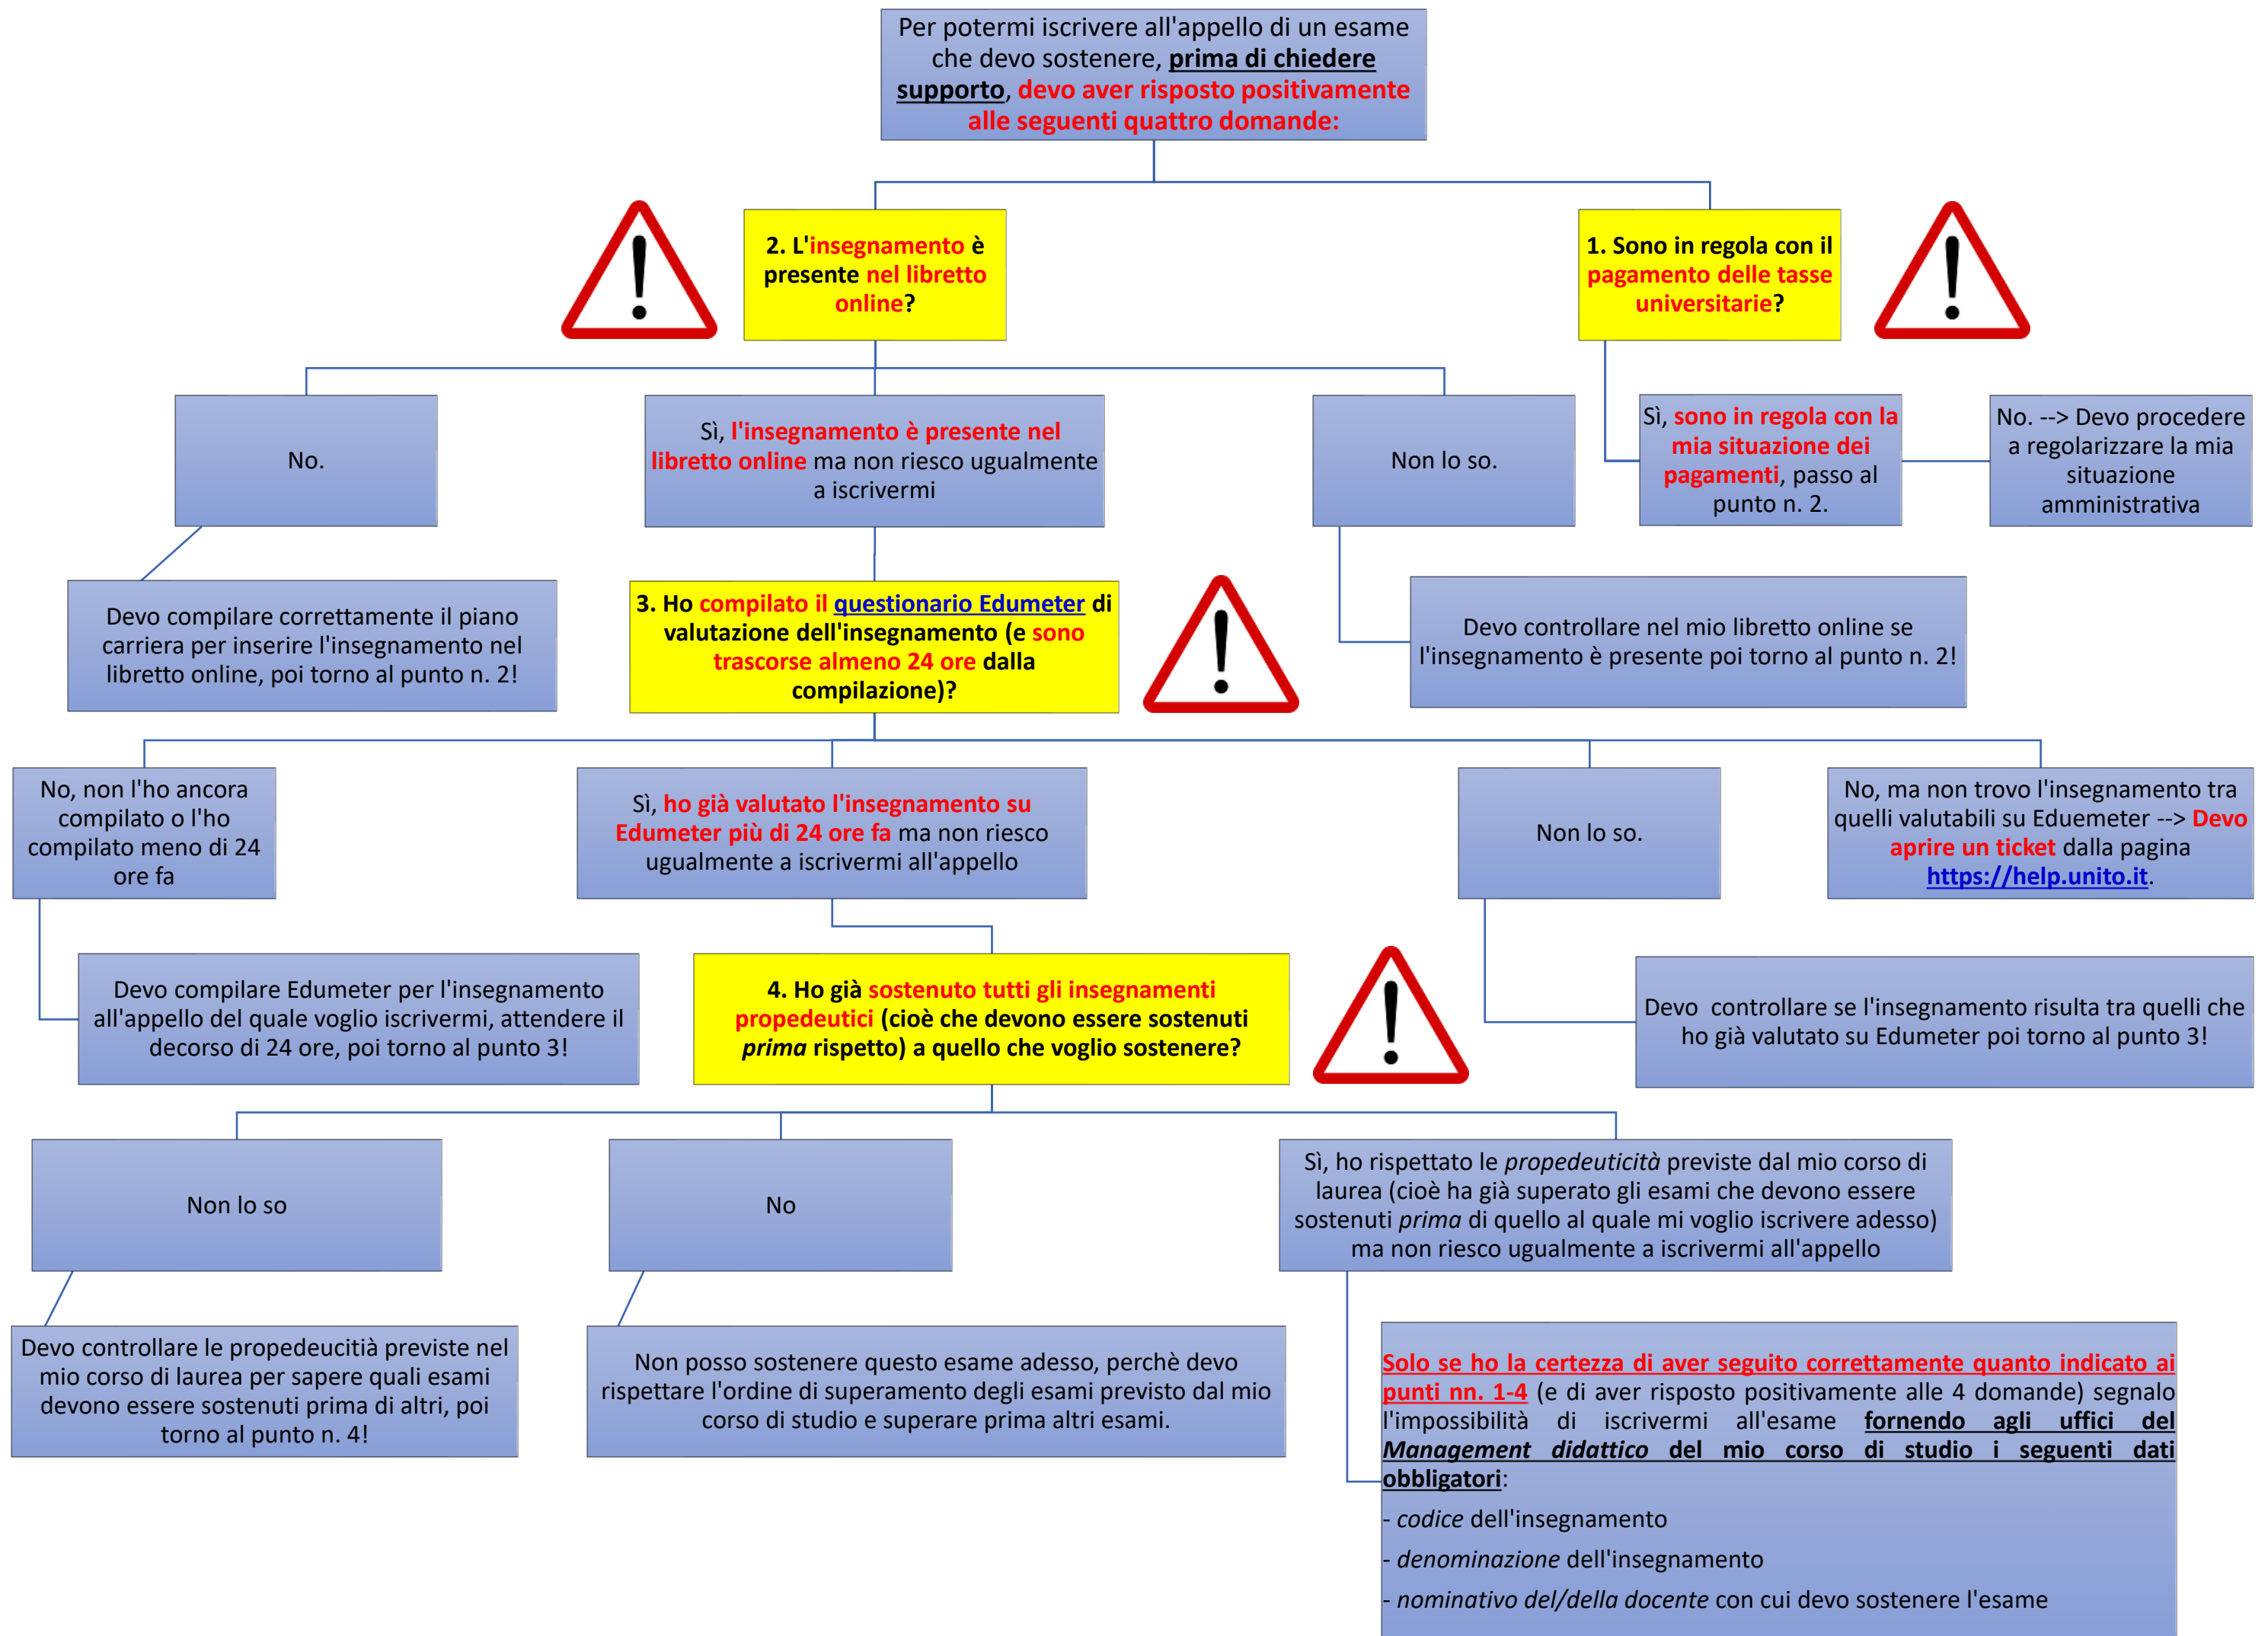 Per potermi iscrivere all'appello di un esame
che devo sostenere, prima di chiedere
supporto, devo aver risposto positivamente
alle seguenti quattro domande:
2. L'insegnamento è
presente nel libretto
online?
1. Sono in regola con il
pagamento delle tasse
universitarie?
No.
Sì, l'insegnamento è presente nel
libretto online ma non riesco ugualmente
a iscrivermi
Non lo so.
Sì, sono in regola con la
mia situazione dei
pagamenti, passo al
punto n. 2.
No. --> Devo procedere
a regolarizzare la mia
situazione
amministrativa
Devo compilare correttamente il piano
carriera per inserire l'insegnamento nel
libretto online, poi torno al punto n. 2!
3. Ho compilato il questionario Edumeter di
valutazione dell'insegnamento (e sono
trascorse almeno 24 ore dalla
compilazione)?
Devo controllare nel mio libretto online se
l'insegnamento è presente poi torno al punto n. 2!
No, non l'ho ancora
compilato o l'ho
compilato meno di 24
ore fa
Sì, ho già valutato l'insegnamento su
Edumeter più di 24 ore fa ma non riesco
ugualmente a iscrivermi all'appello
Non lo so.
No, ma non trovo l'insegnamento tra
quelli valutabili su Eduemeter --> Devo
aprire un ticket dalla pagina
https://help.unito.it.
Devo compilare Edumeter per l'insegnamento
all'appello del quale voglio iscrivermi, attendere il
decorso di 24 ore, poi torno al punto 3!
4. Ho già sostenuto tutti gli insegnamenti
propedeutici (cioè che devono essere sostenuti
prima rispetto) a quello che voglio sostenere?
Devo  controllare se l'insegnamento risulta tra quelli che
ho già valutato su Edumeter poi torno al punto 3!
Non lo so
No
Sì, ho rispettato le propedeuticità previste dal mio corso di
laurea (cioè ha già superato gli esami che devono essere
sostenuti prima di quello al quale mi voglio iscrivere adesso)
ma non riesco ugualmente a iscrivermi all'appello
Devo controllare le propedeucitià previste nel
mio corso di laurea per sapere quali esami
devono essere sostenuti prima di altri, poi
torno al punto n. 4!
Non posso sostenere questo esame adesso, perchè devo
rispettare l'ordine di superamento degli esami previsto dal mio
corso di studio e superare prima altri esami.
Solo se ho la certezza di aver seguito correttamente quanto indicato ai
punti nn. 1-4 (e di aver risposto positivamente alle 4 domande) segnalo
l'impossibilità di iscrivermi all'esame fornendo agli uffici del
Management didattico del mio corso di studio i seguenti dati
obbligatori:
- codice dell'insegnamento
- denominazione dell'insegnamento
- nominativo del/della docente con cui devo sostenere l'esame